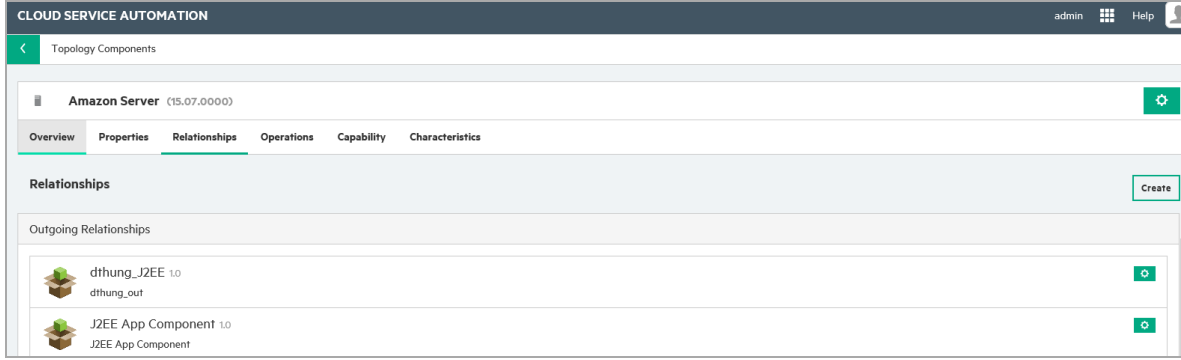 CLOUD SERVICE AUTOMATION admin Help
Topology Components
Amazon Server (15.07.0000)
Overview Properties Relationships Operations Capability Characteristics
Relationships Create
Outgoing Relationships
dthung_J2EE 1.0
dthung_out
J2EE App Component 1.0
J2EE App Component